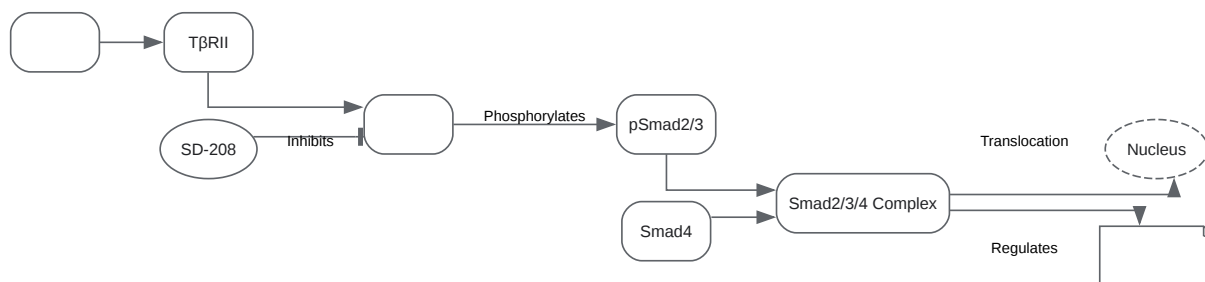 TβRII
Phosphorylates
pSmad2/3
Inhibits
SD-208
Translocation
Nucleus
Smad2/3/4 Complex
Smad4
Regulates